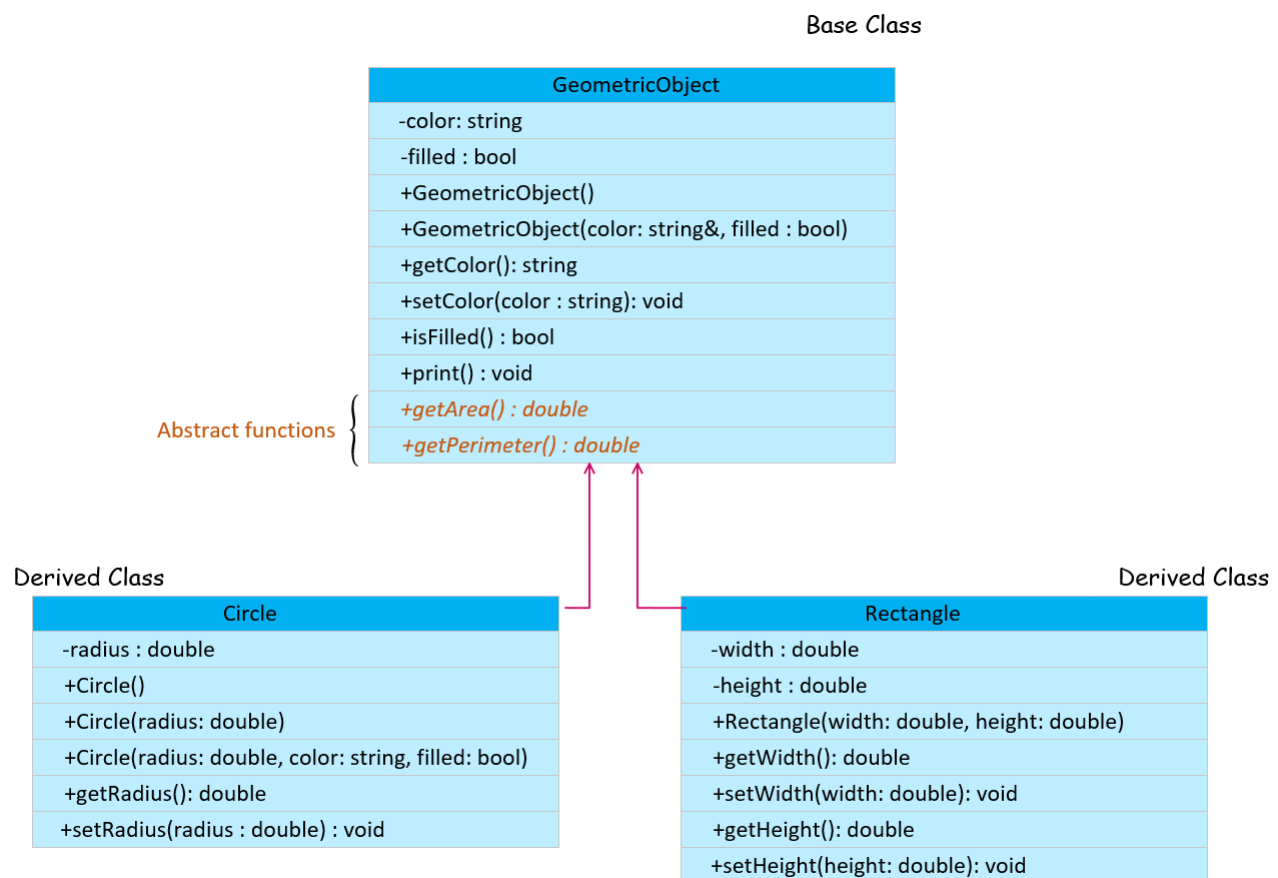 Base Class
GeometricObject
-color: string
-filled : bool
+GeometricObject()
+GeometricObject(color: string&, filled : bool)
+getColor(): string
+setColor(color : string): void
+isFilled() : bool
+print() : void
+getArea() : double
Abstract functions
+getPerimeter() : double
Derived Class
Circle
-radius : double
+Circle()
+Circle(radius: double)
+Circle(radius: double, color: string, filled: bool)
+getRadius(): double
+setRadius(radius : double) : void
Derived Class
Rectangle
-width : double
-height : double
+Rectangle(width: double, height: double)
+getWidth(): double
+setWidth(width: double): void
+getHeight(): double
+setHeight(height: double): void